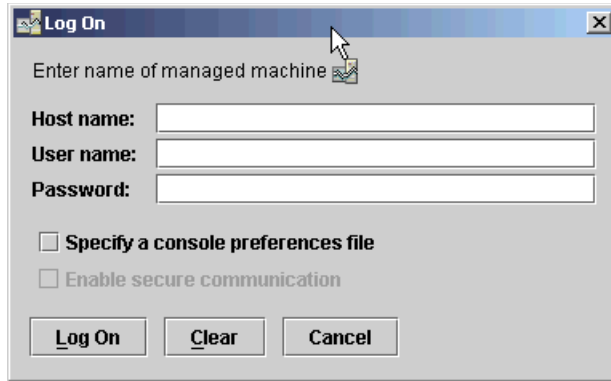 Log On
Enter name of managed machine
Host name:
User name:
Password:
Specify a console preferences file
Enable secure communication
Log On Clear Cancel